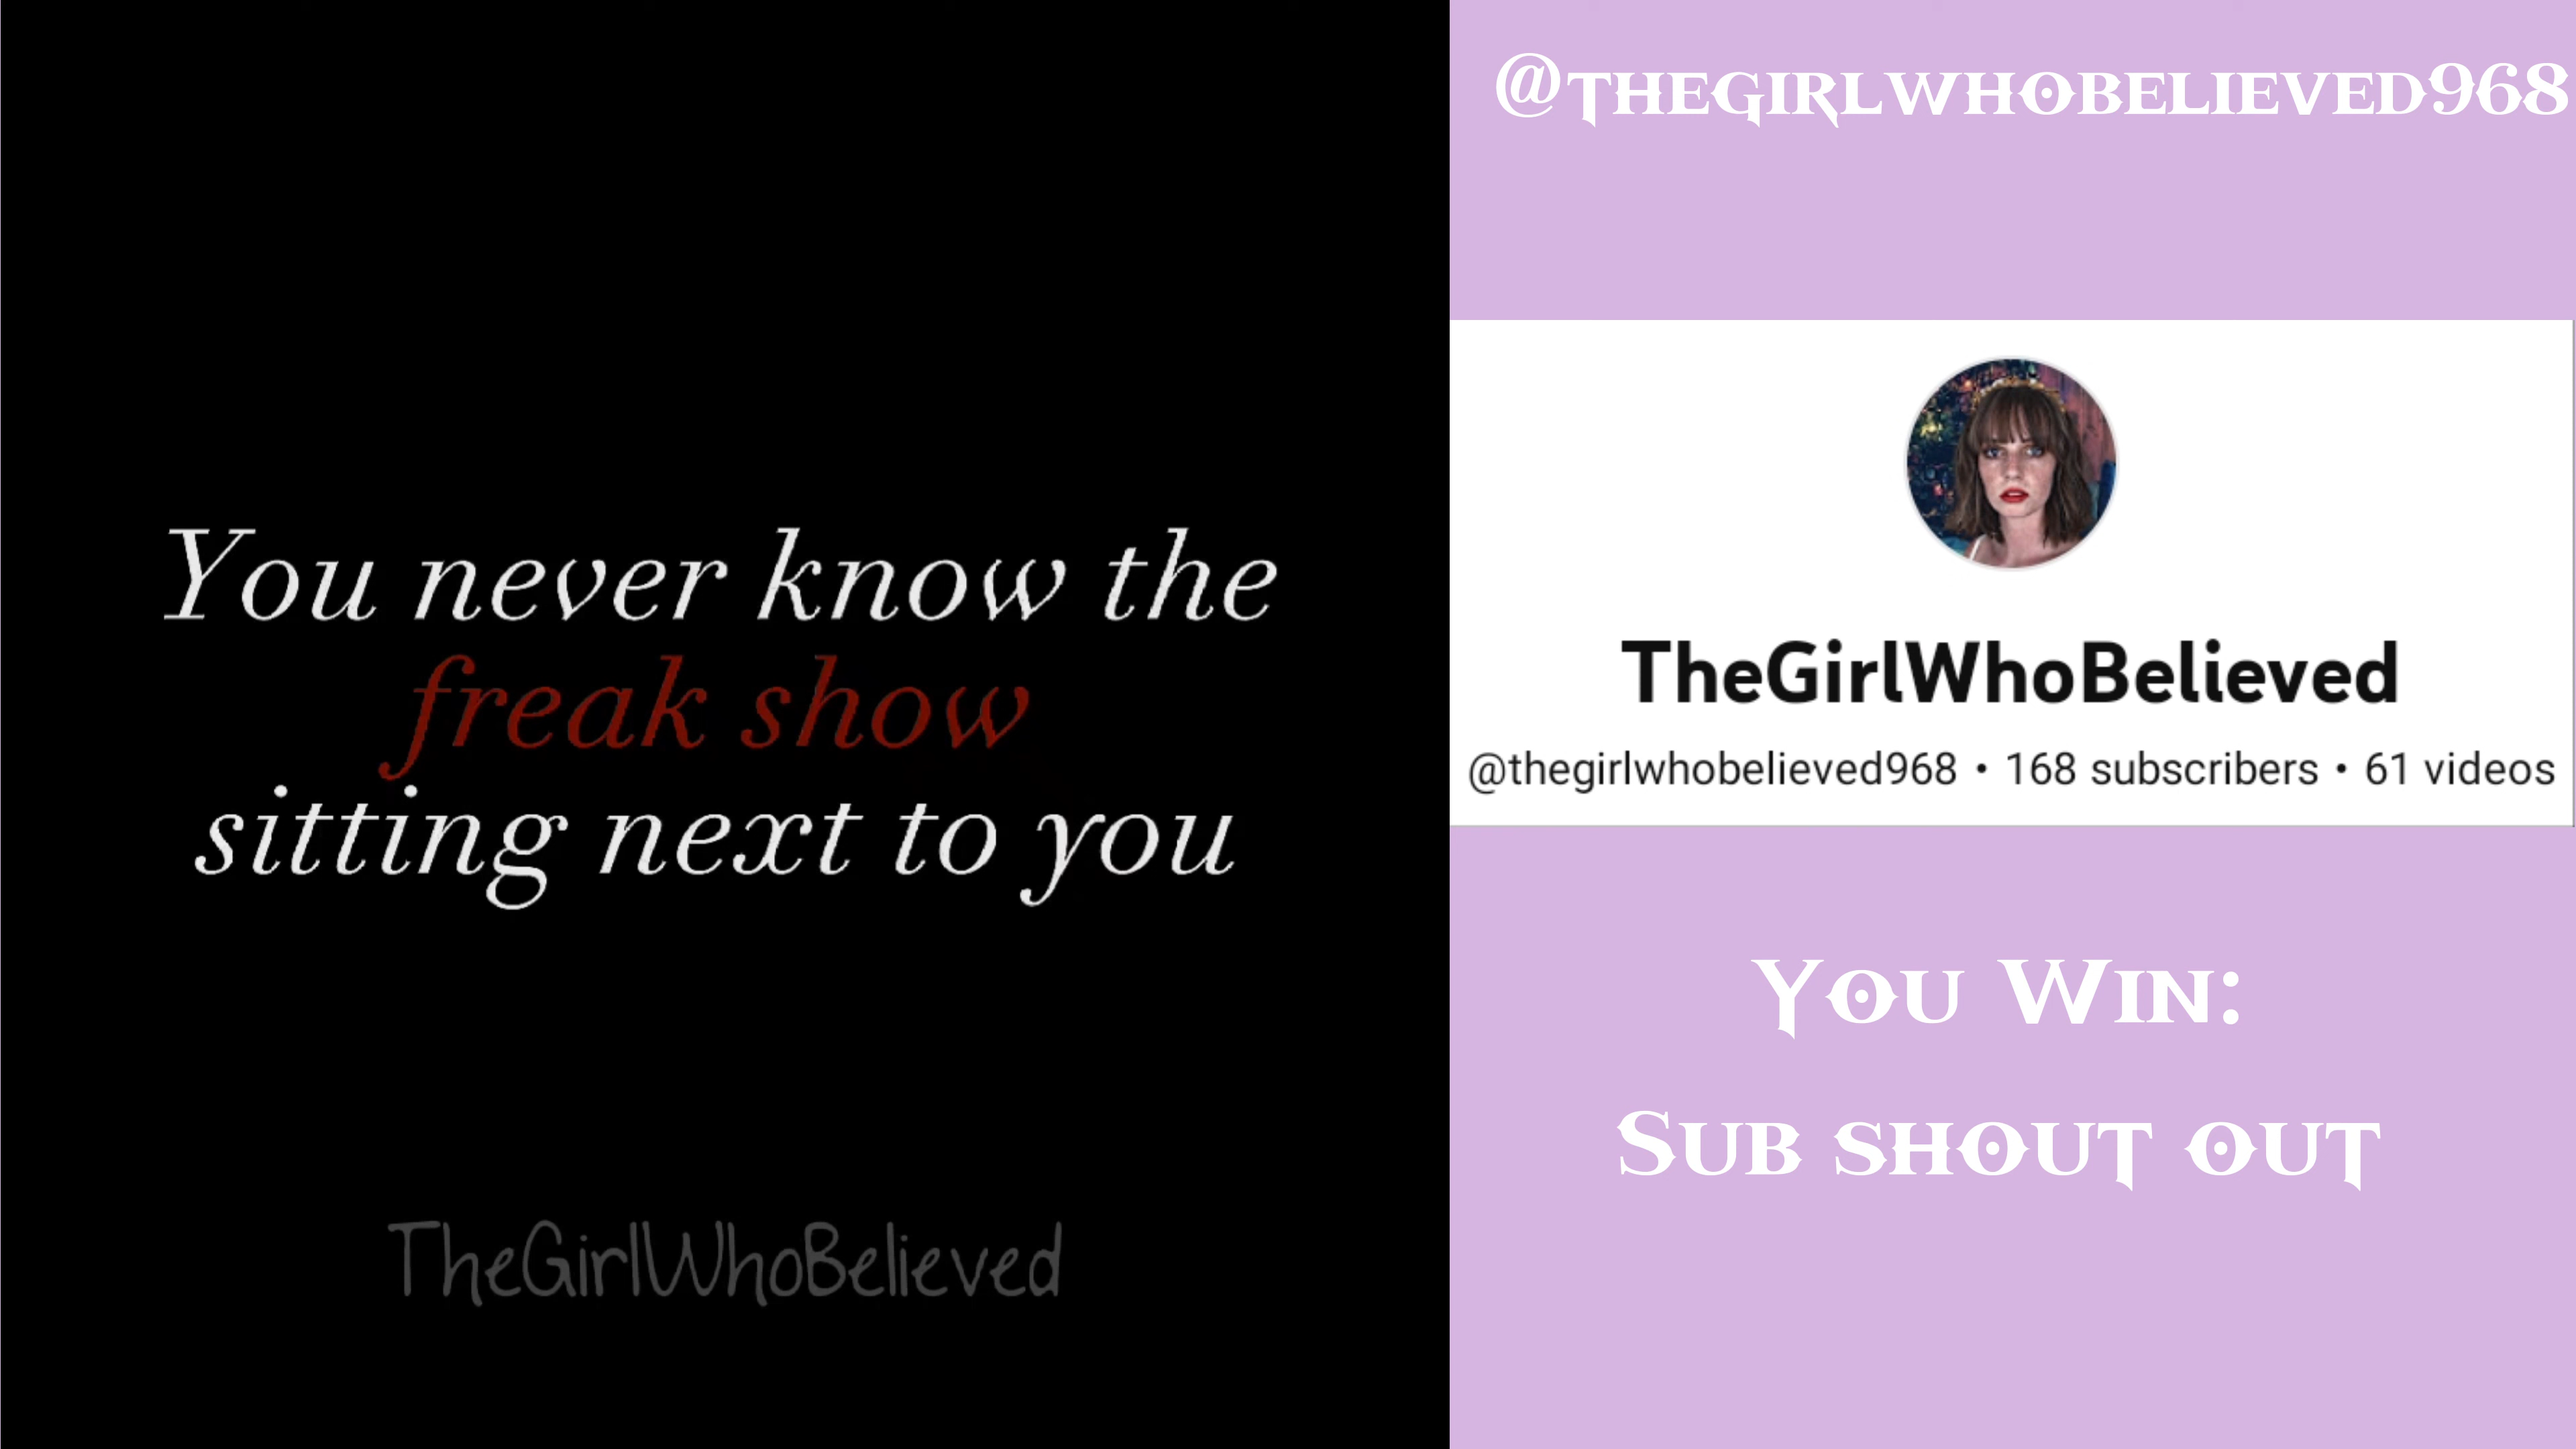 You never know the
freak show
sitting next to you
TheGirlWhoBelieved
@thegirlwhobelieved968
TheGirlWhoBelieved
@thegirlwhobelieved968 • 168 subscribers • 61 videos
You Win:
Sub shout out